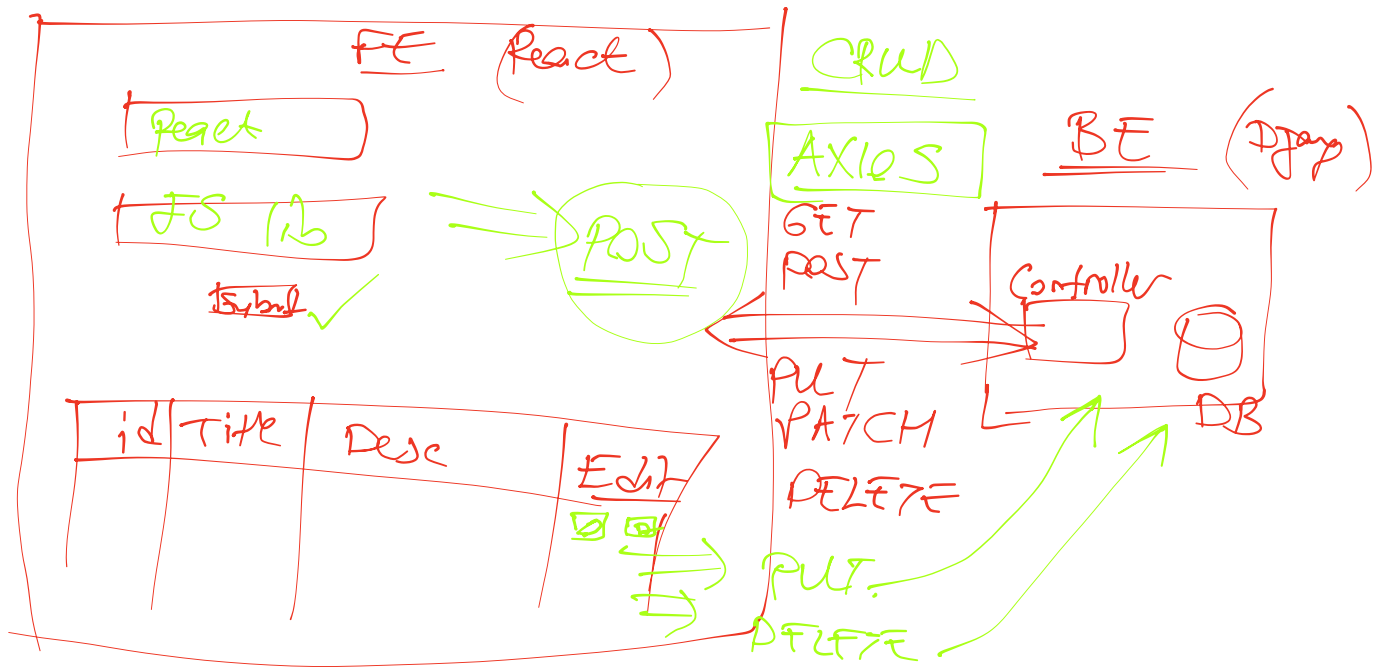 FE (React)
CRUD
React
AXIOS
BE (Django)
JS lib
POST
GET
POST
Submit
Controller
PUT
DB
PATCH
id Title Desc Edit
DELETE
PUT.
DELETE